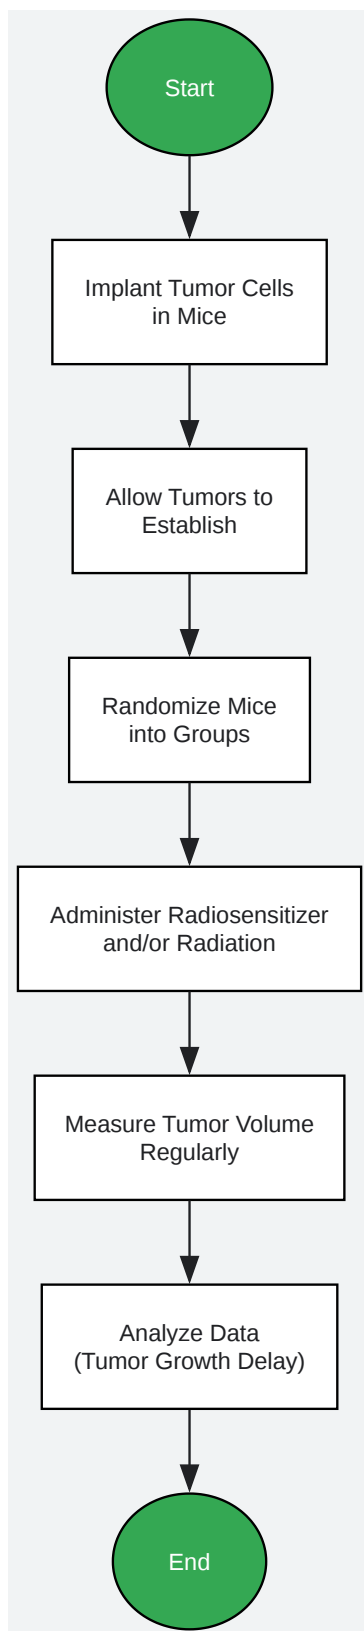 Start
Implant Tumor Cells
in Mice
Allow Tumors to
Establish
Randomize Mice
into Groups
Administer Radiosensitizer
and/or Radiation
Measure Tumor Volume
Regularly
Analyze Data
(Tumor Growth Delay)
End